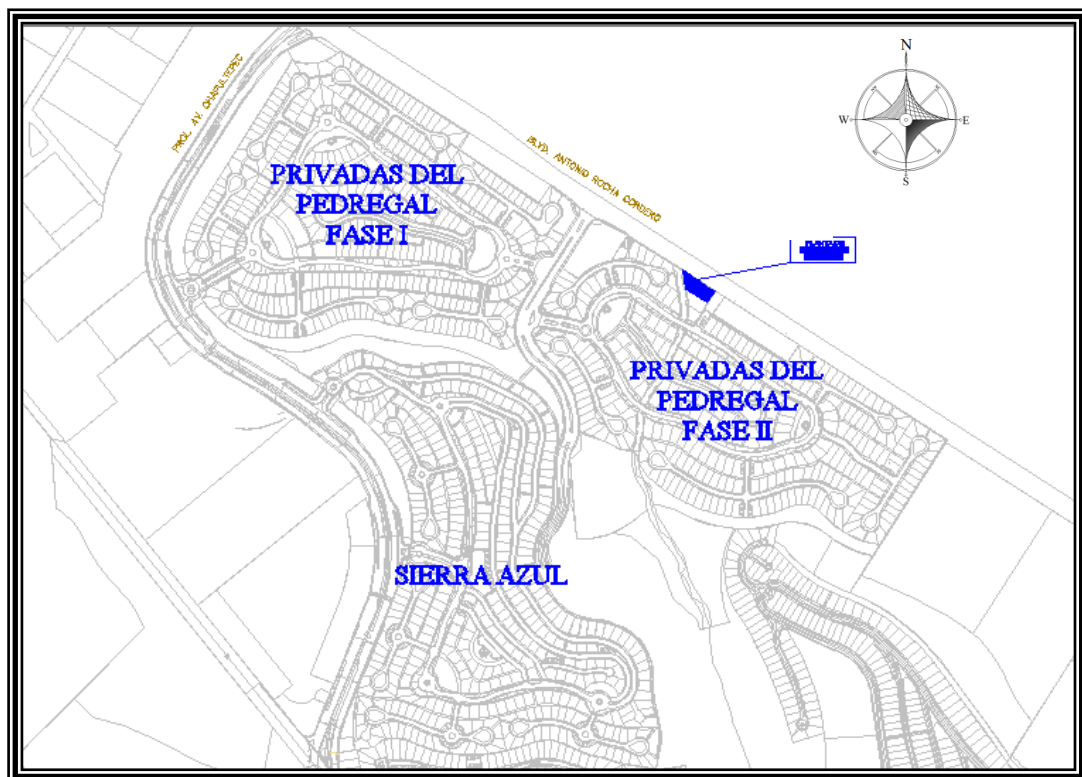 PROL. AV. CHAPULTEPEC
BLVD. ANTONIO ROCHA CORDERO
N
W
E
S
PRIVADAS DEL
PEDREGAL
FASE I
PRIVADAS DEL
PEDREGAL
FASE II
SIERRA AZUL